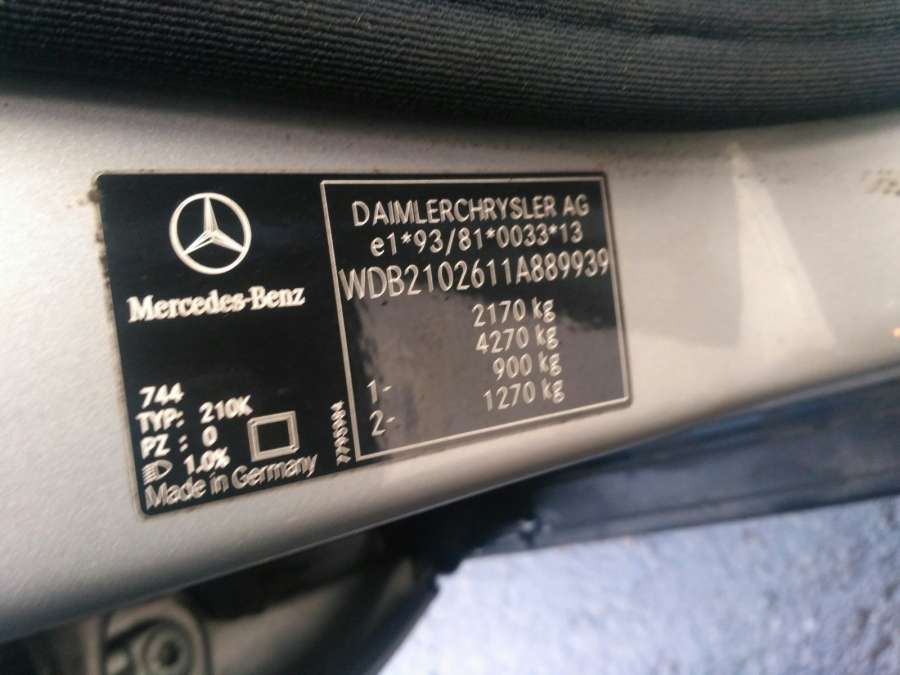 Mercedes-Benz
744
TYP: 210K
PZ : 0
1.0%
Made in Germany
7795984
DAIMLERCHRYSLER AG
e1*93/81*0033*13
WDB2102611A889939
2170 kg
4270 kg
1- 900 kg
2- 1270 kg